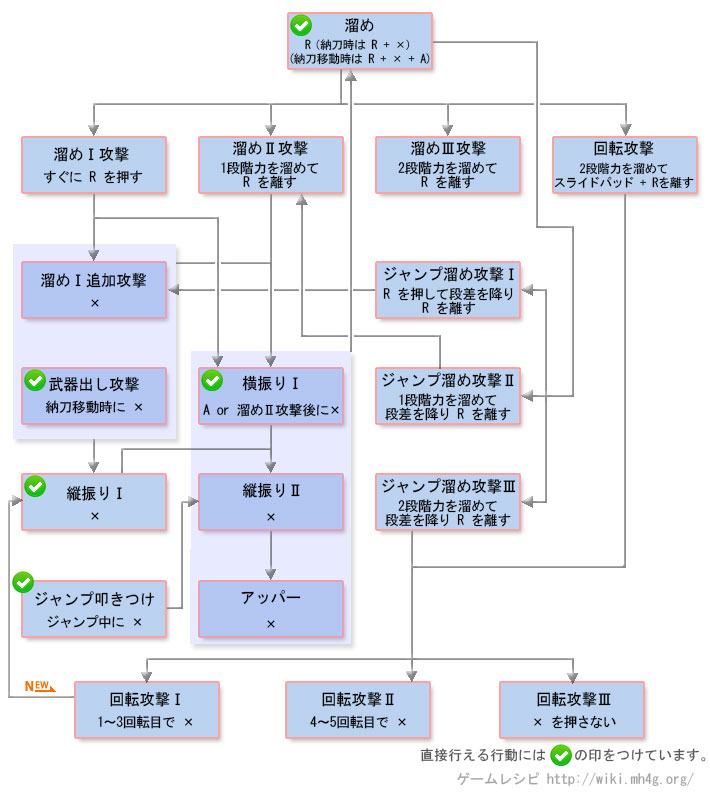 溜め
R (納刀時は R + ×)
(納刀移動時は R + × + A)
溜めⅠ攻撃
すぐに R を押す
溜めⅡ攻撃
1段階力を溜めて
R を離す
溜めⅢ攻撃
2段階力を溜めて
R を離す
回転攻撃
2段階力を溜めて
スライドパッド + Rを離す
溜めⅠ追加攻撃
×
ジャンプ溜め攻撃Ⅰ
R を押して段差を降り
R を離す
武器出し攻撃
納刀移動時に ×
横振りⅠ
A or 溜めⅡ攻撃後に×
ジャンプ溜め攻撃Ⅱ
1段階力を溜めて
段差を降り R を離す
縦振りⅠ
×
縦振りⅡ
×
ジャンプ溜め攻撃Ⅲ
2段階力を溜めて
段差を降り R を離す
ジャンプ叩きつけ
ジャンプ中に ×
アッパー
×
NEW
回転攻撃Ⅰ
1～3回転目で ×
回転攻撃Ⅱ
4～5回転目で ×
回転攻撃Ⅲ
× を押さない
直接行える行動には の印をつけています。
ゲームレシピ http://wiki.mh4g.org/